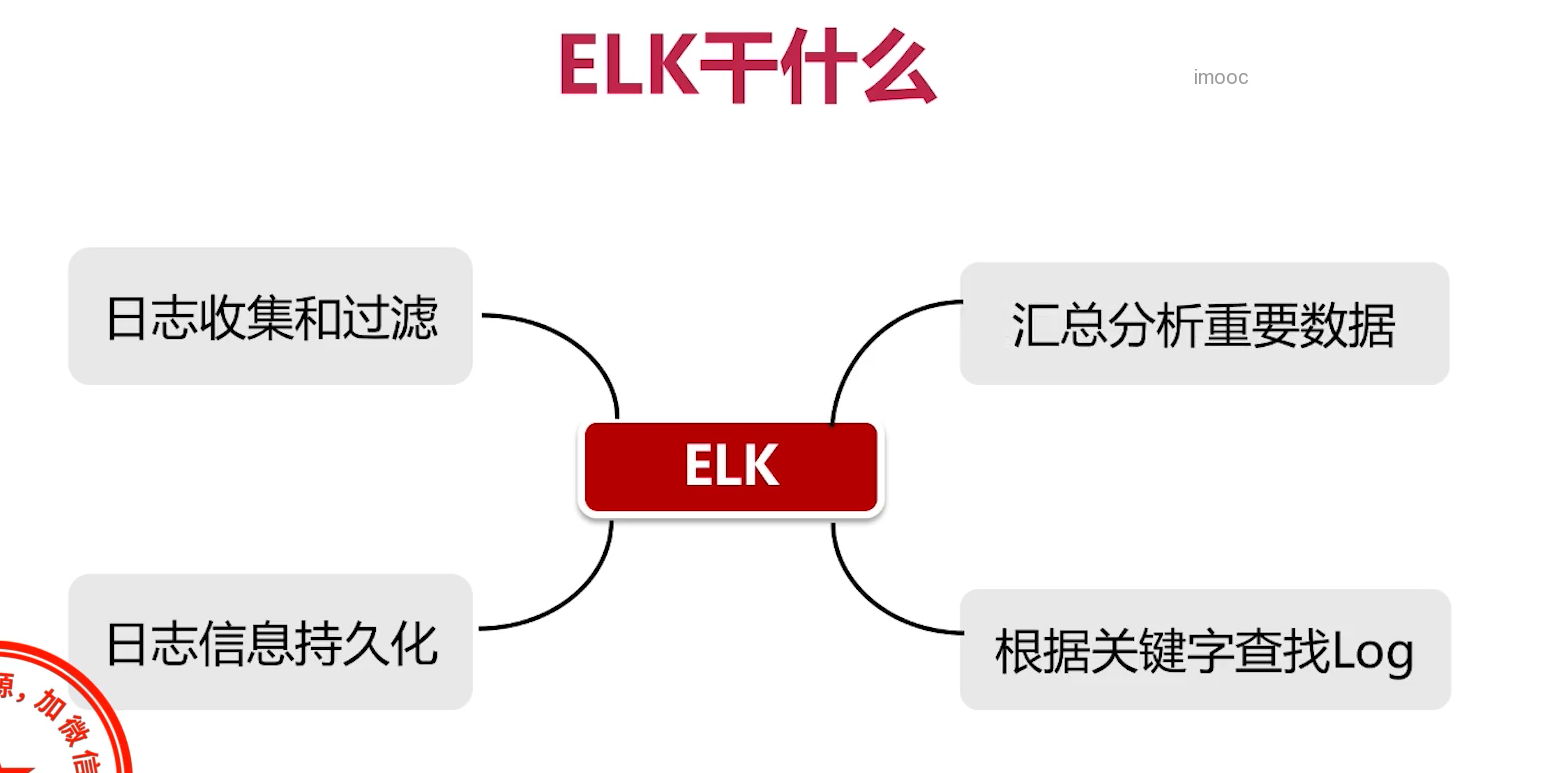 ELK干什么
imooc
日志收集和过滤
汇总分析重要数据
ELK
日志信息持久化
根据关键字查找Log
源，加微信